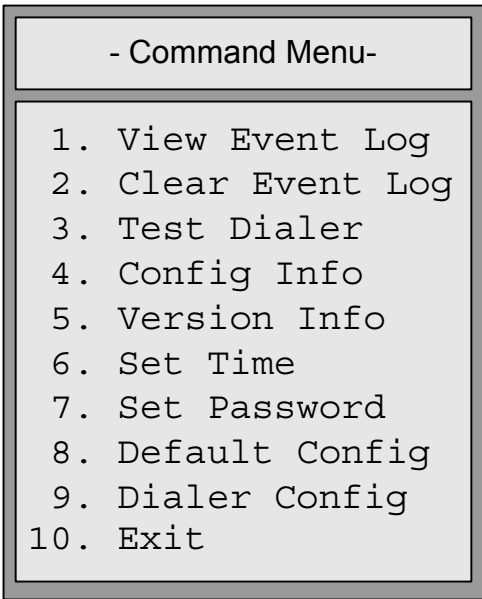 - Command Menu-
1. View Event Log
2. Clear Event Log
3. Test Dialer
4. Config Info
5. Version Info
6. Set Time
7. Set Password
8. Default Config
9. Dialer Config
10. Exit